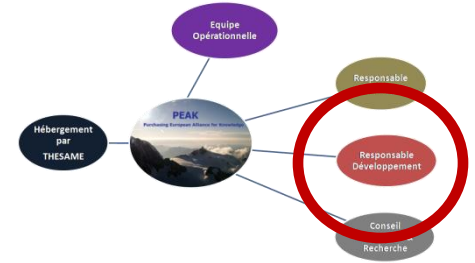 Equipe
Opérationnelle
Responsable
PEAK
Purchasing European Alliance for Knowledge
Hébergement
par
THESAME
Responsable
Développement
Conseil
Recherche